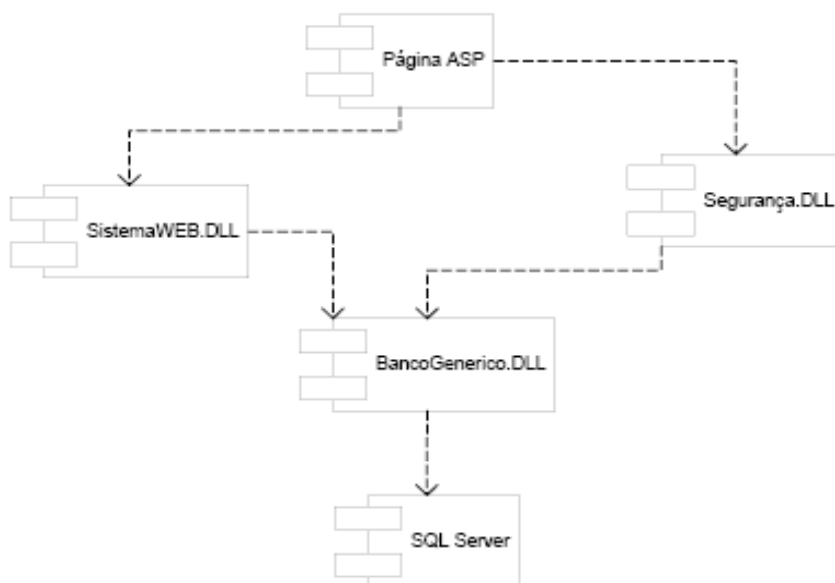 Página ASP
SistemaWEB.DLL
Segurança.DLL
BancoGenerico.DLL
SQL Server